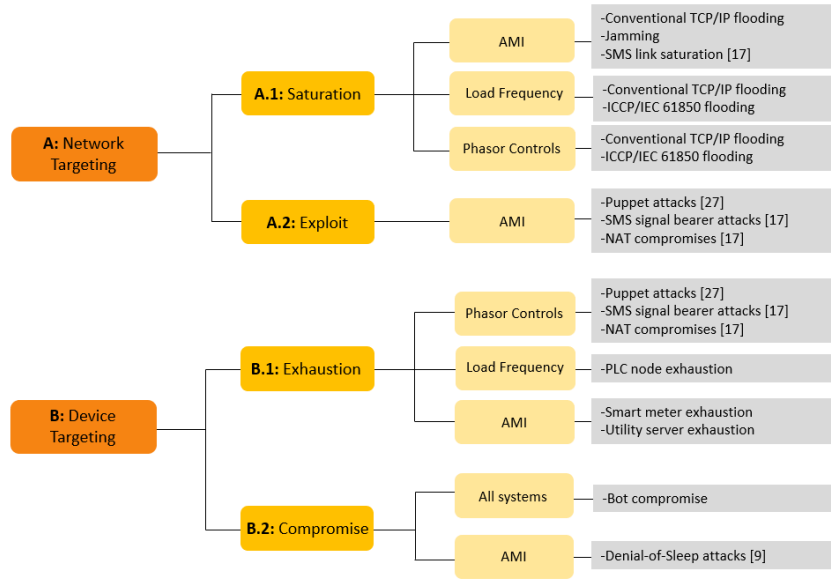 AMI
-Conventional TCP/IP flooding
-Jamming
-SMS link saturation [17]
A.1: Saturation
Load Frequency
-Conventional TCP/IP flooding
-ICCP/IEC 61850 flooding
A: Network
Targeting
Phasor Controls
-Conventional TCP/IP flooding
-ICCP/IEC 61850 flooding
A.2: Exploit
AMI
-Puppet attacks [27]
-SMS signal bearer attacks [17]
-NAT compromises [17]
Phasor Controls
-Puppet attacks [27]
-SMS signal bearer attacks [17]
-NAT compromises [17]
B.1: Exhaustion
Load Frequency
-PLC node exhaustion
B: Device
Targeting
AMI
-Smart meter exhaustion
-Utility server exhaustion
All systems
-Bot compromise
B.2: Compromise
AMI
-Denial-of-Sleep attacks [9]